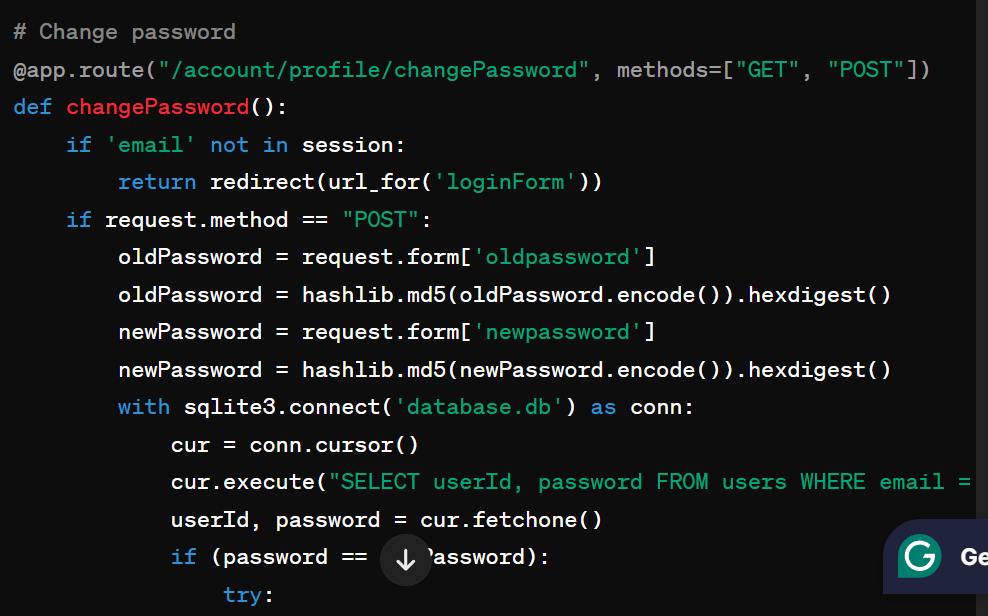 # Change password
@app.route("/account/profile/changePassword", methods=["GET", "POST"])
def changePassword():
    if 'email' not in session:
        return redirect(url_for('loginForm'))
    if request.method == "POST":
        oldPassword = request.form['oldpassword']
        oldPassword = hashlib.md5(oldPassword.encode()).hexdigest()
        newPassword = request.form['newpassword']
        newPassword = hashlib.md5(newPassword.encode()).hexdigest()
        with sqlite3.connect('database.db') as conn:
            cur = conn.cursor()
            cur.execute("SELECT userId, password FROM users WHERE email =
            userId, password = cur.fetchone()
            if (password == Password):
                try:
Ge